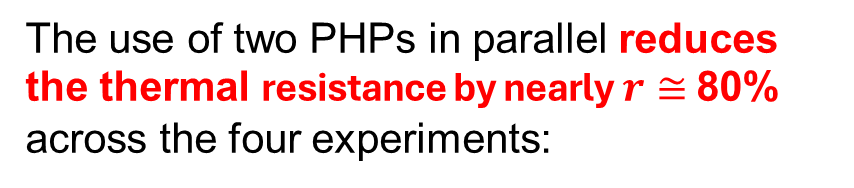 The use of two PHPs in parallel reduces
the thermal resistance by nearly r ≅ 80%
across the four experiments: